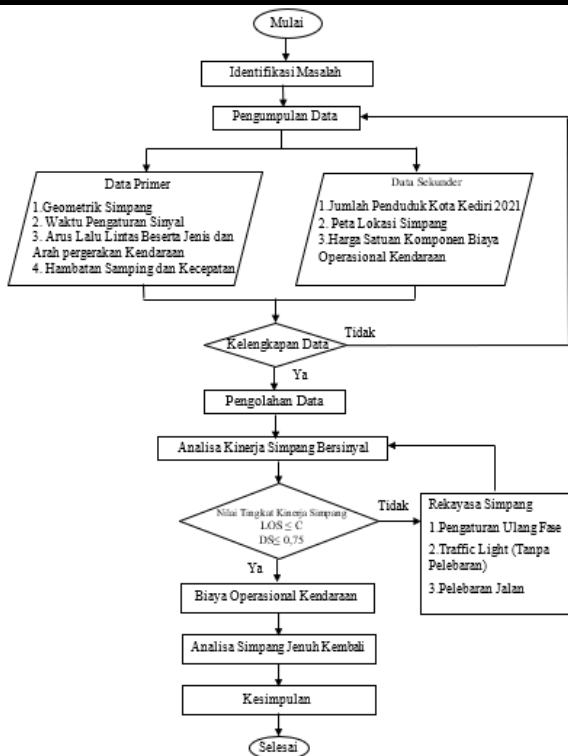 Mulai
Identifikasi Masalah
Pengumpulan Data
Data Primer
1.Geometrik Simpang
2. Waktu Pengaturan Sinyal
3. Arus Lalu Lintas Beserta Jenis dan
Arah pergerakan Kendaraan
4. Hambatan Samping dan Kecepatan
Data Sekunder
1.Jumlah Penduduk Kota Kediri 2021
2. Peta Lokasi Simpang
3.Harga Satuan Komponen Biaya
Operasional Kendaraan
Kelengkapan Data
Tidak
Ya
Pengolahan Data
Analisa Kinerja Simpang Bersinyal
Nilai Tingkat Kinerja Simpang
LOS ≤ C
DS≤ 0,75
Tidak
Rekayasa Simpang
1.Pengaturan Ulang Fase
2.Traffic Light (Tanpa
Pelebaran)
3.Pelebaran Jalan
Ya
Biaya Operasional Kendaraan
Analisa Simpang Jenuh Kembali
Kesimpulan
Selesai